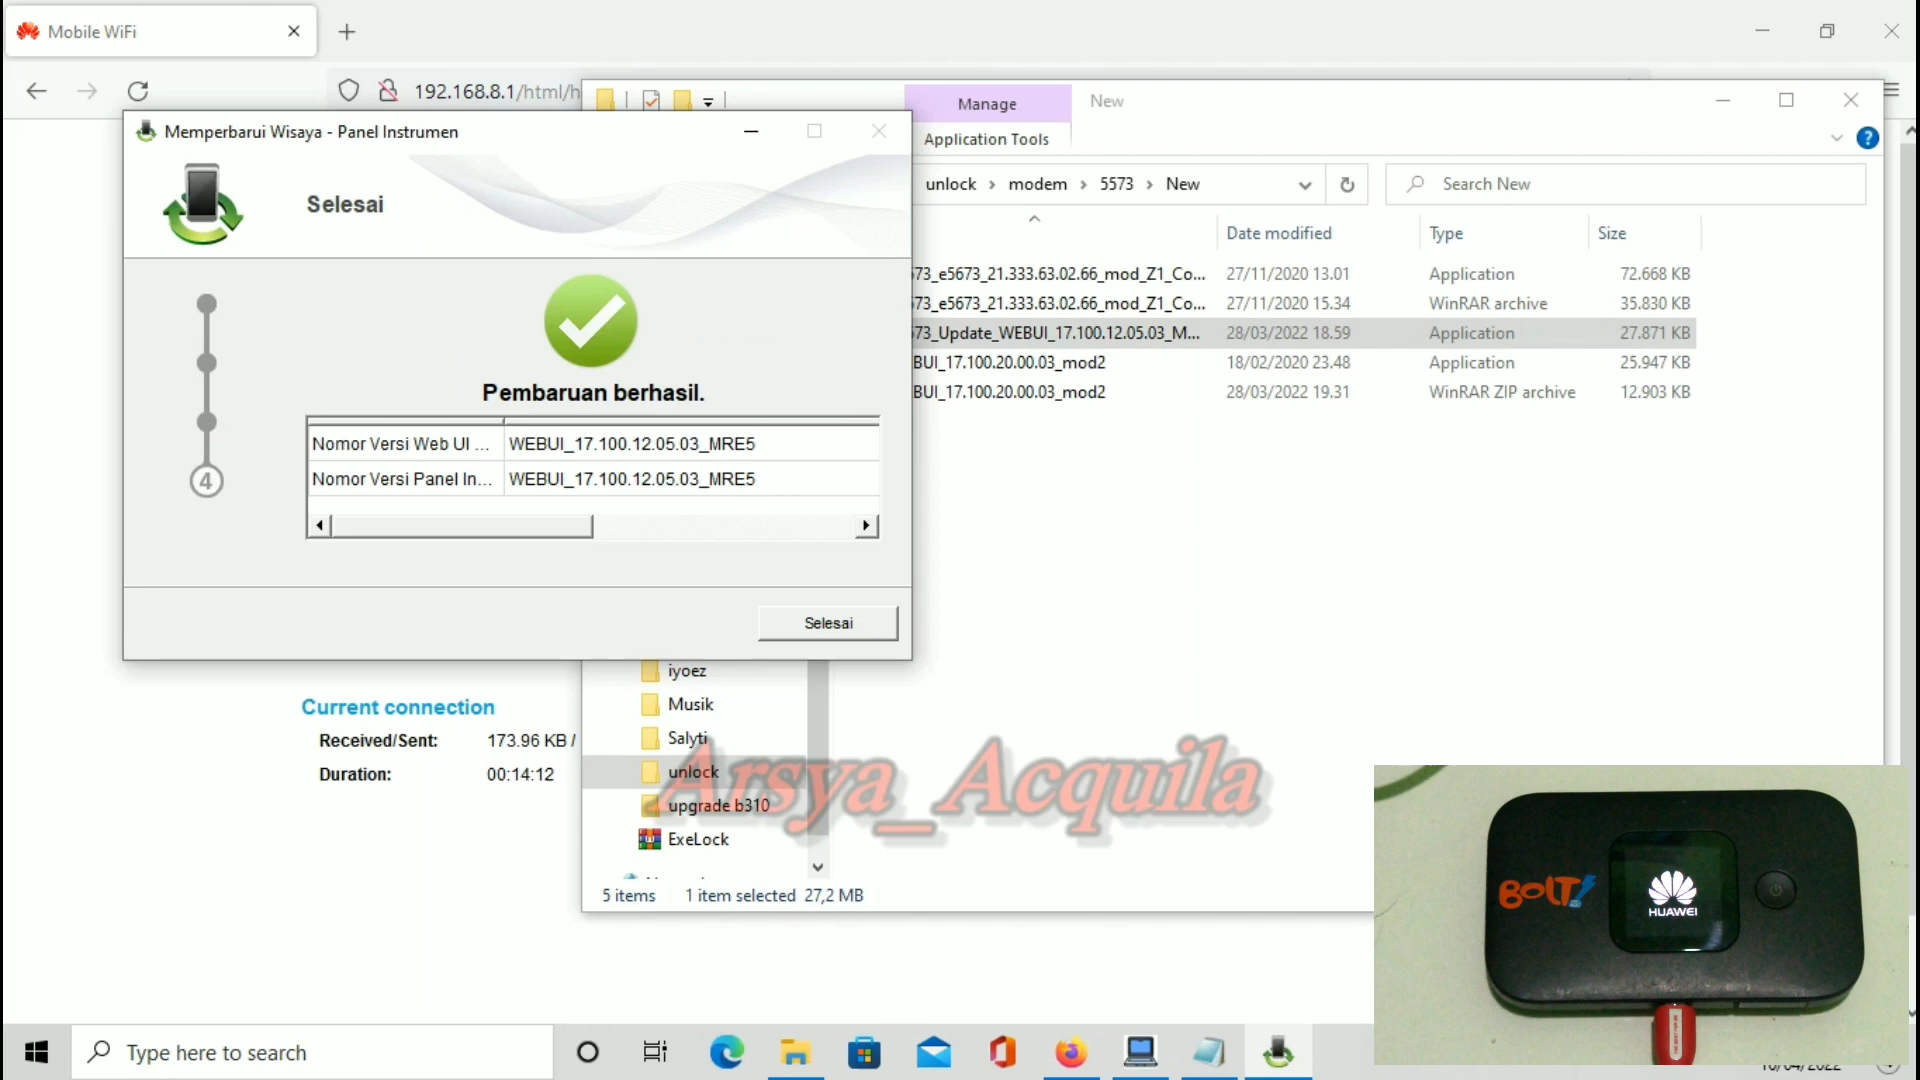 Mobile WiFi
192.168.8.1/html/h
Manage
New
Application Tools
Memperbarui Wisaya - Panel Instrumen
Selesai
unlock
modem
5573
New
Search New
Date modified
Type
Size
73_e5673_21.333.63.02.66_mod_Z1_Co... 27/11/2020 13.01 Application 72.668 KB
73_e5673_21.333.63.02.66_mod_Z1_Co... 27/11/2020 15.34 WinRAR archive 35.830 KB
73_Update_WEBUI_17.100.12.05.03_M... 28/03/2022 18.59 Application 27.871 KB
BUI_17.100.20.00.03_mod2 18/02/2020 23.48 Application 25.947 KB
BUI_17.100.20.00.03_mod2 28/03/2022 19.31 WinRAR ZIP archive 12.903 KB
Pembaruan berhasil.
Nomor Versi Web UI ... WEBUI_17.100.12.05.03_MRE5
Nomor Versi Panel In... WEBUI_17.100.12.05.03_MRE5
4
Selesai
Current connection
Received/Sent: 173.96 KB /
Duration: 00:14:12
iyoez
Musik
Salyti
unlock
upgrade b310
ExeLock
5 items 1 item selected 27,2 MB
Arsya_Acquila
BOLT!
HUAWEI
Type here to search